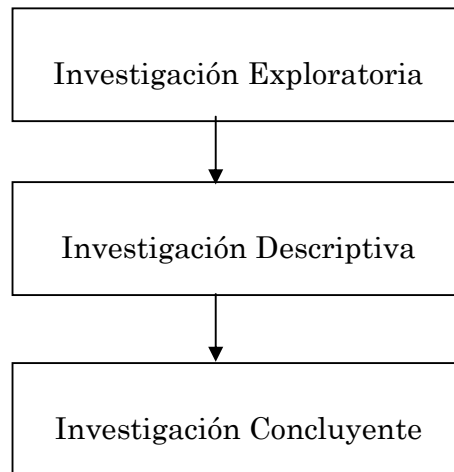 Investigación Exploratoria
Investigación Descriptiva
Investigación Concluyente